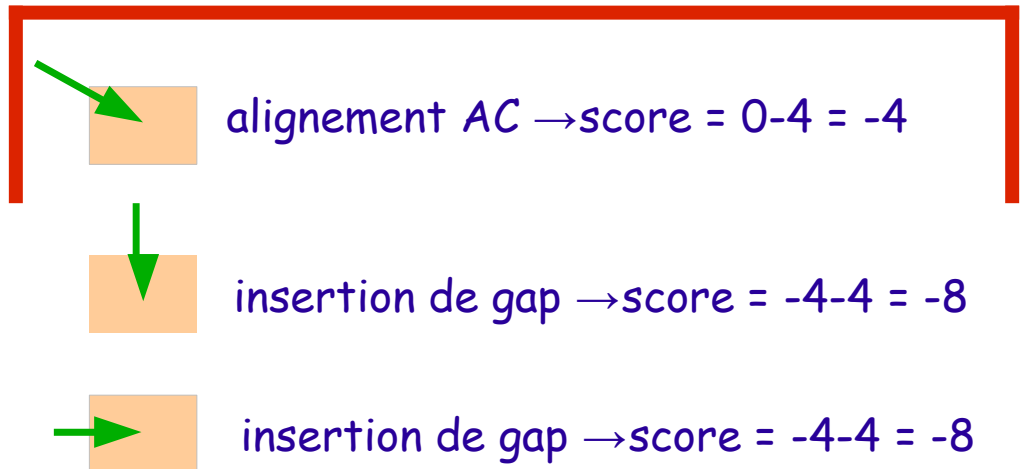 alignement AC →score = 0-4 = -4
insertion de gap →score = -4-4 = -8
insertion de gap →score = -4-4 = -8